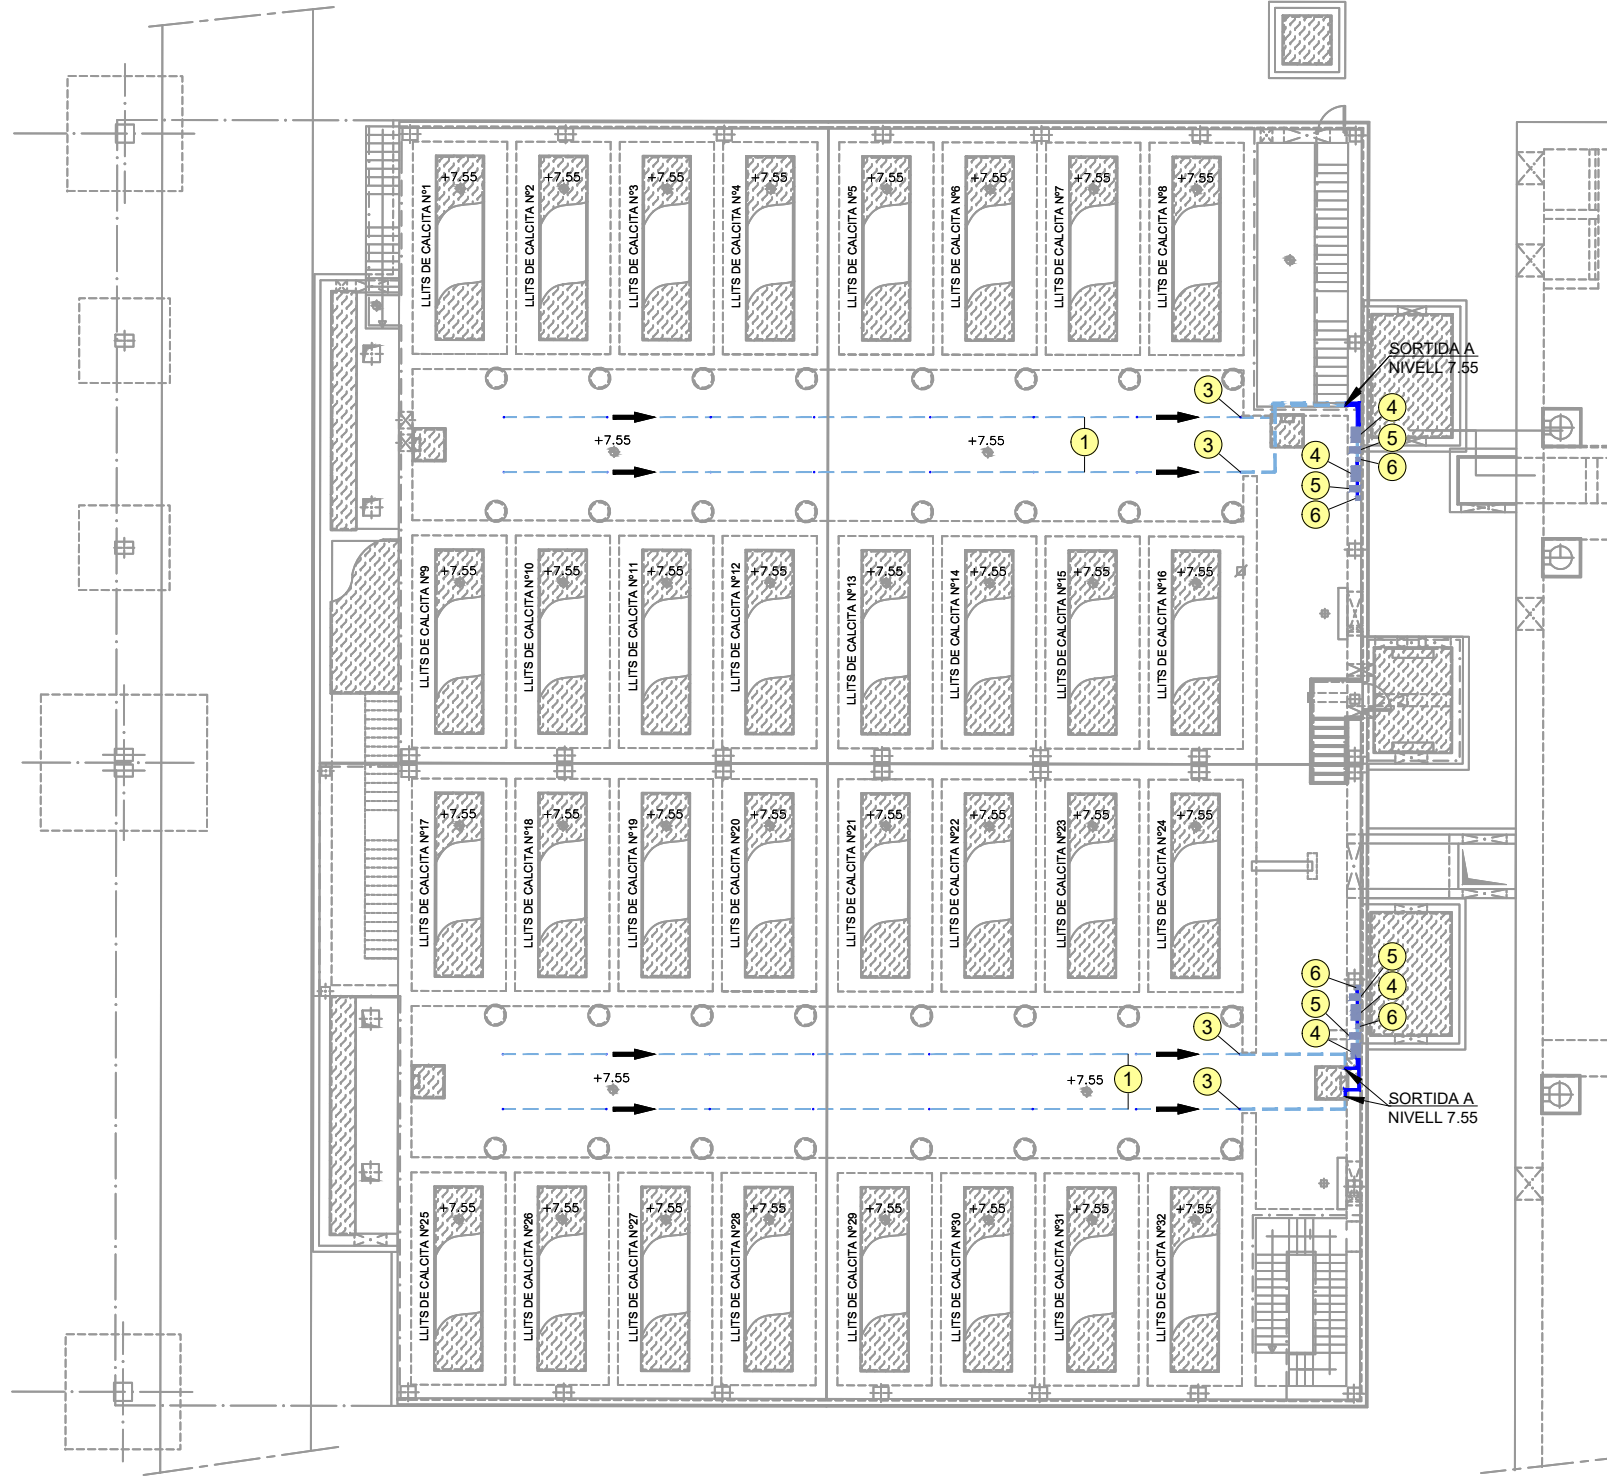 LLITS DE CALCITA Nº1
+7.55
LLITS DE CALCITA Nº2
+7.55
LLITS DE CALCITA Nº3
+7.55
LLITS DE CALCITA Nº4
+7.55
LLITS DE CALCITA Nº5
+7.55
LLITS DE CALCITA Nº6
+7.55
LLITS DE CALCITA Nº7
+7.55
LLITS DE CALCITA Nº8
+7.55
SORTIDA A
NIVELL 7.55
3
4
+7.55
+7.55
1
3
5
4
6
5
6
LLITS DE CALCITA Nº9
+7.55
LLITS DE CALCITA Nº10
+7.55
LLITS DE CALCITA Nº11
+7.55
LLITS DE CALCITA Nº12
+7.55
LLITS DE CALCITA Nº13
+7.55
LLITS DE CALCITA Nº14
+7.55
LLITS DE CALCITA Nº15
+7.55
LLITS DE CALCITA Nº16
+7.55
LLITS DE CALCITA Nº17
+7.55
LLITS DE CALCITA Nº18
+7.55
LLITS DE CALCITA Nº19
+7.55
LLITS DE CALCITA Nº20
+7.55
LLITS DE CALCITA Nº21
+7.55
LLITS DE CALCITA Nº22
+7.55
LLITS DE CALCITA Nº23
+7.55
LLITS DE CALCITA Nº24
+7.55
5
6
4
5
6
3
4
+7.55
+7.55
1
3
SORTIDA A
NIVELL 7.55
LLITS DE CALCITA Nº25
+7.55
LLITS DE CALCITA Nº26
+7.55
LLITS DE CALCITA Nº27
+7.55
LLITS DE CALCITA Nº28
+7.55
LLITS DE CALCITA Nº29
+7.55
LLITS DE CALCITA Nº30
+7.55
LLITS DE CALCITA Nº31
+7.55
LLITS DE CALCITA Nº32
+7.55